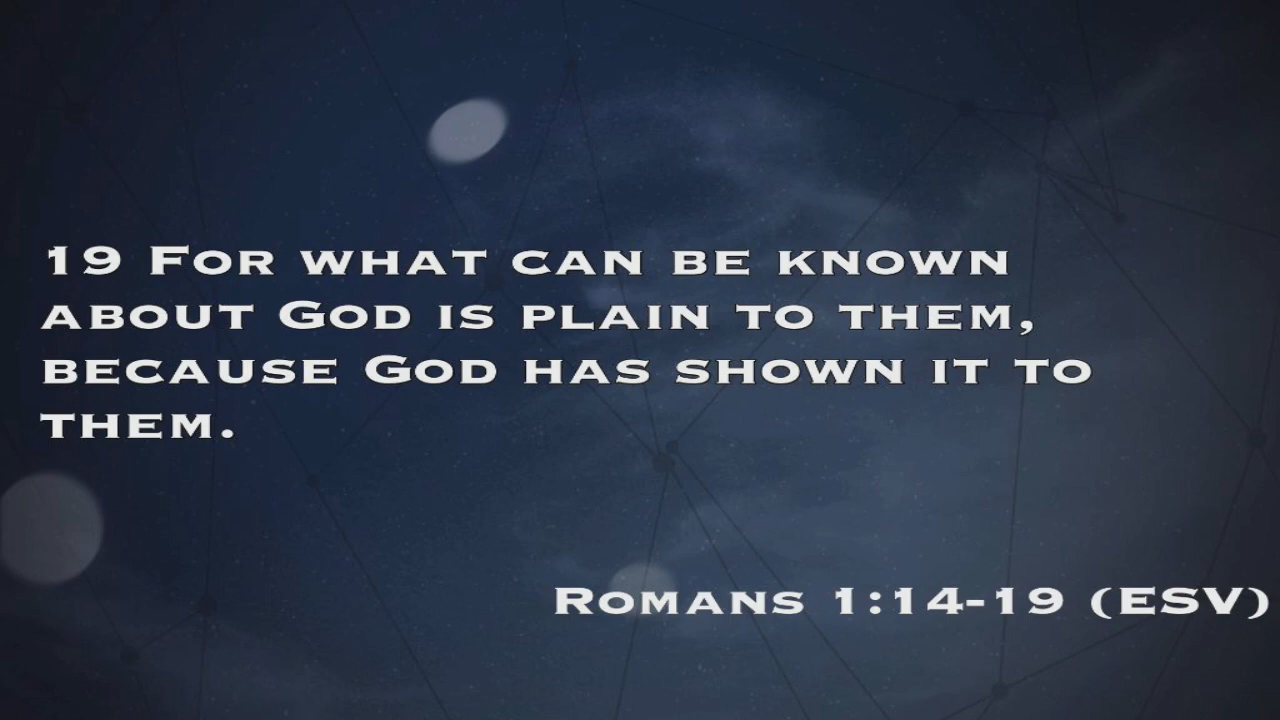 19 For what can be known
about God is plain to them,
because God has shown it to
them.
Romans 1:14-19 (ESV)